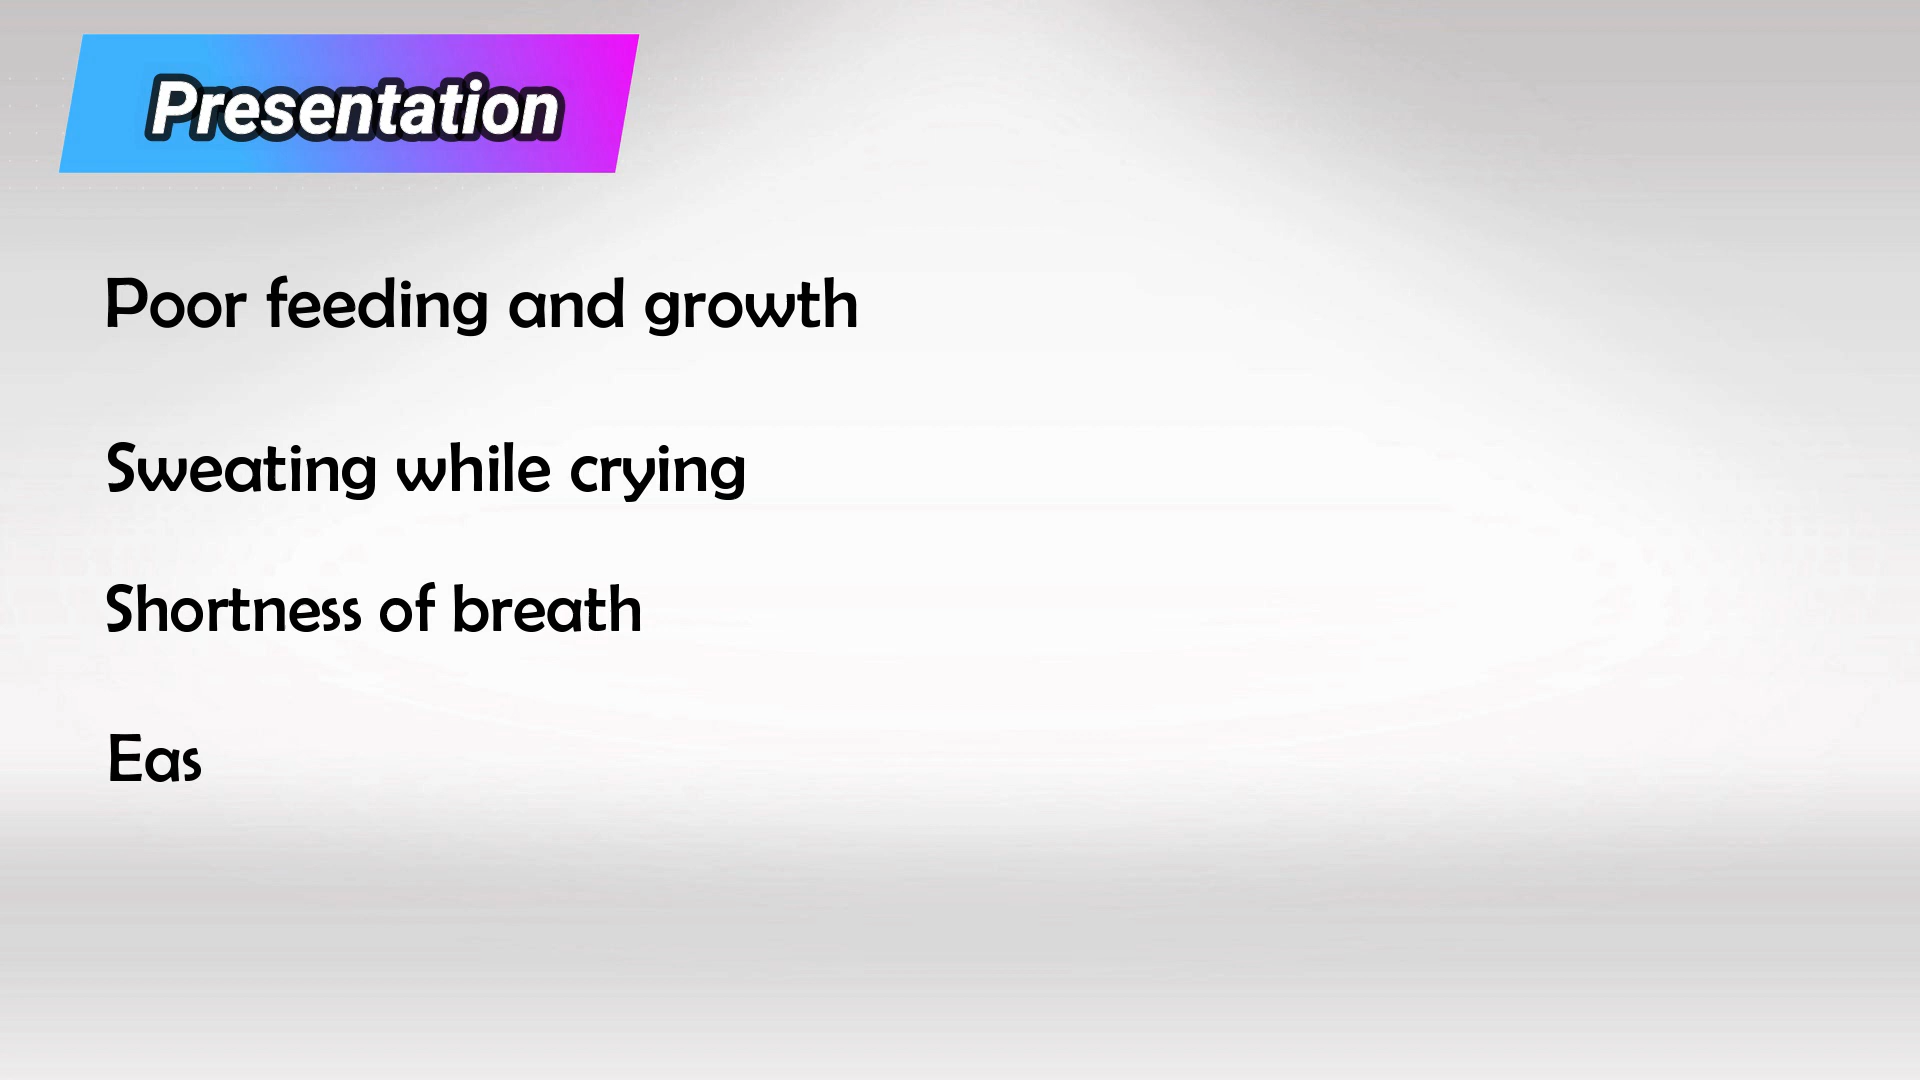 Presentation
Poor feeding and growth
Sweating while crying
Shortness of breath
Eas